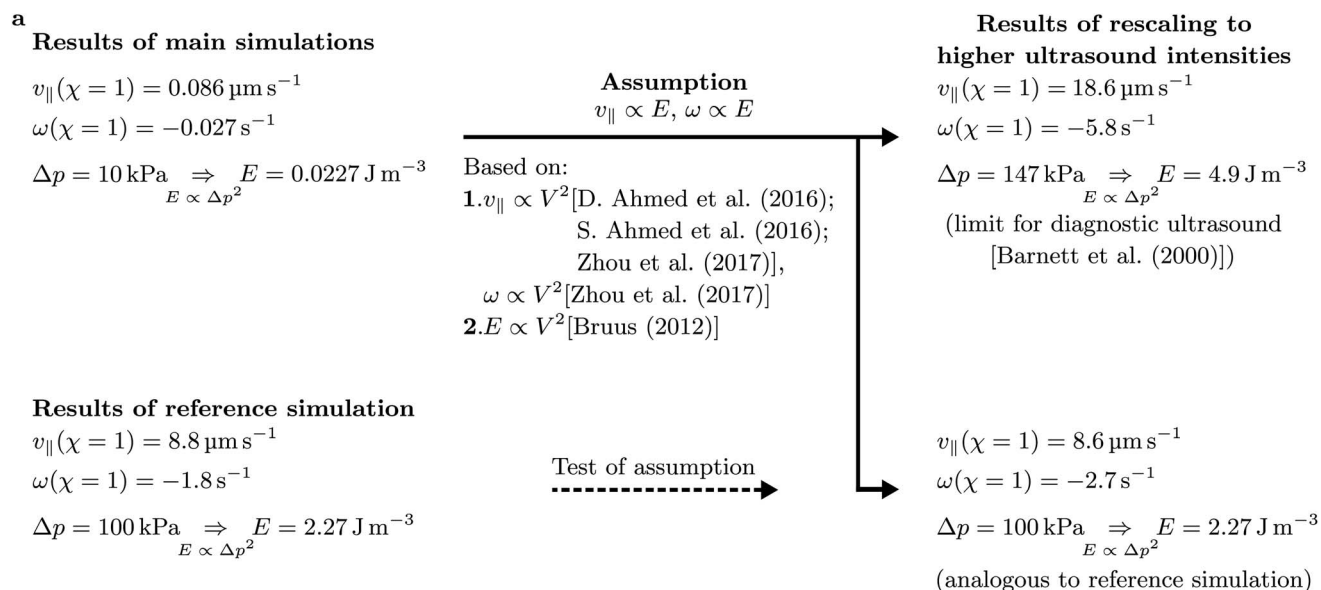 a
Results of main simulations
v∥(χ = 1) = 0.086 µm s⁻¹
ω(χ = 1) = −0.027 s⁻¹
Δp = 10 kPa ⇒ E = 0.0227 J m⁻³
E ∝ Δp²
Assumption
v∥ ∝ E, ω ∝ E
Based on:
1.v∥ ∝ V²[D. Ahmed et al. (2016);
S. Ahmed et al. (2016);
Zhou et al. (2017)],
ω ∝ V²[Zhou et al. (2017)]
2.E ∝ V²[Bruus (2012)]
Results of rescaling to
higher ultrasound intensities
v∥(χ = 1) = 18.6 µm s⁻¹
ω(χ = 1) = −5.8 s⁻¹
Δp = 147 kPa ⇒ E = 4.9 J m⁻³
E ∝ Δp²
(limit for diagnostic ultrasound
[Barnett et al. (2000)])
Results of reference simulation
v∥(χ = 1) = 8.8 µm s⁻¹
ω(χ = 1) = −1.8 s⁻¹
Δp = 100 kPa ⇒ E = 2.27 J m⁻³
E ∝ Δp²
Test of assumption
v∥(χ = 1) = 8.6 µm s⁻¹
ω(χ = 1) = −2.7 s⁻¹
Δp = 100 kPa ⇒ E = 2.27 J m⁻³
E ∝ Δp²
(analogous to reference simulation)